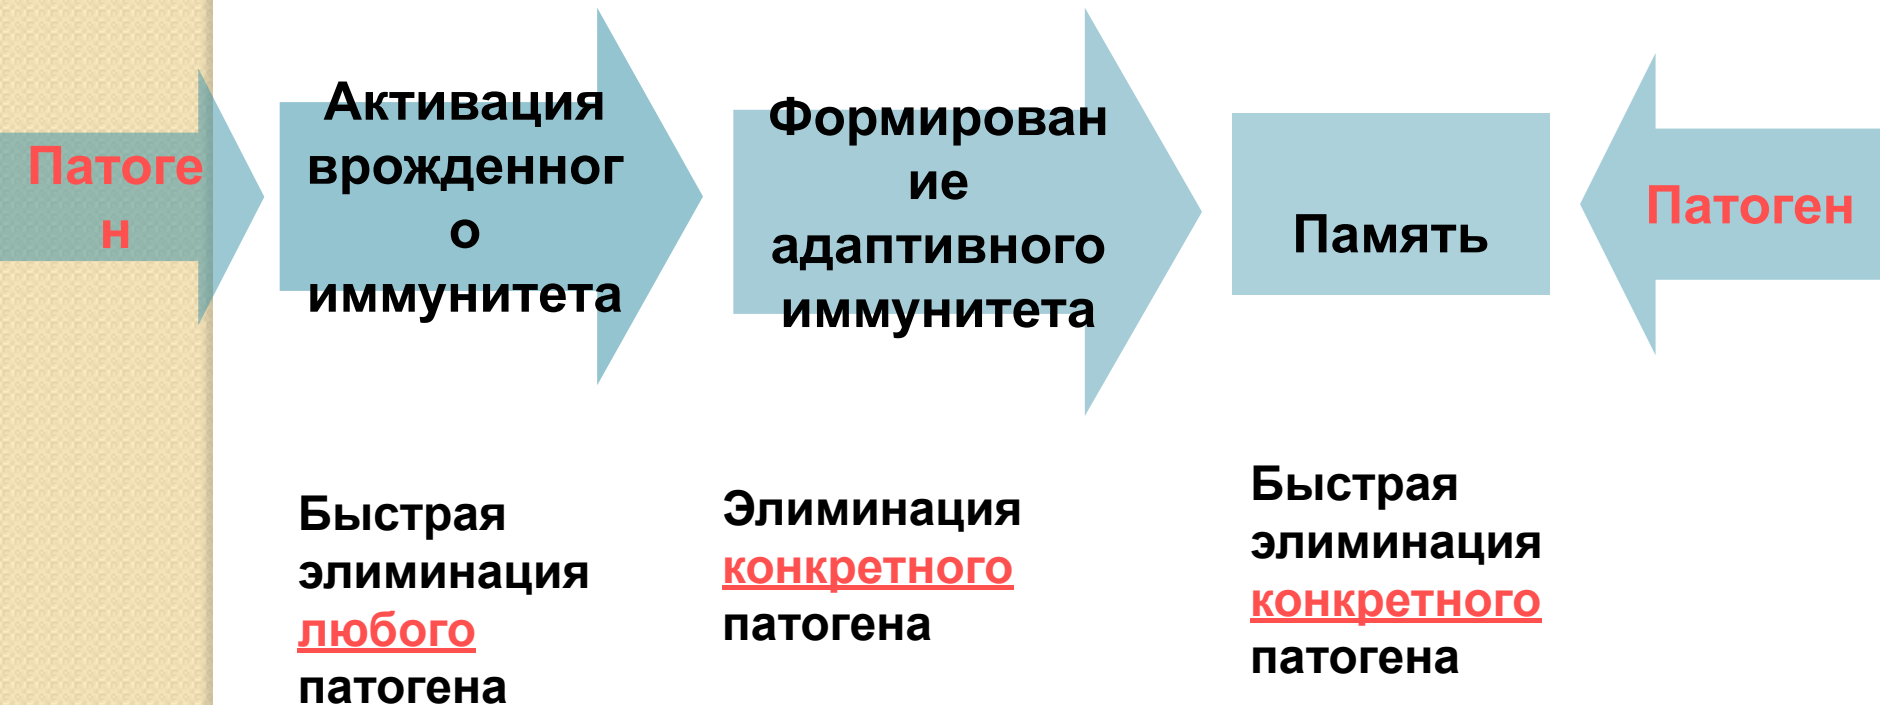 Патоге
н
Активация
врожденног
о
иммунитета
Формирован
ие
адаптивного
иммунитета
Память
Патоген
Быстрая
элиминация
любого
патогена
Элиминация
конкретного
патогена
Быстрая
элиминация
конкретного
патогена